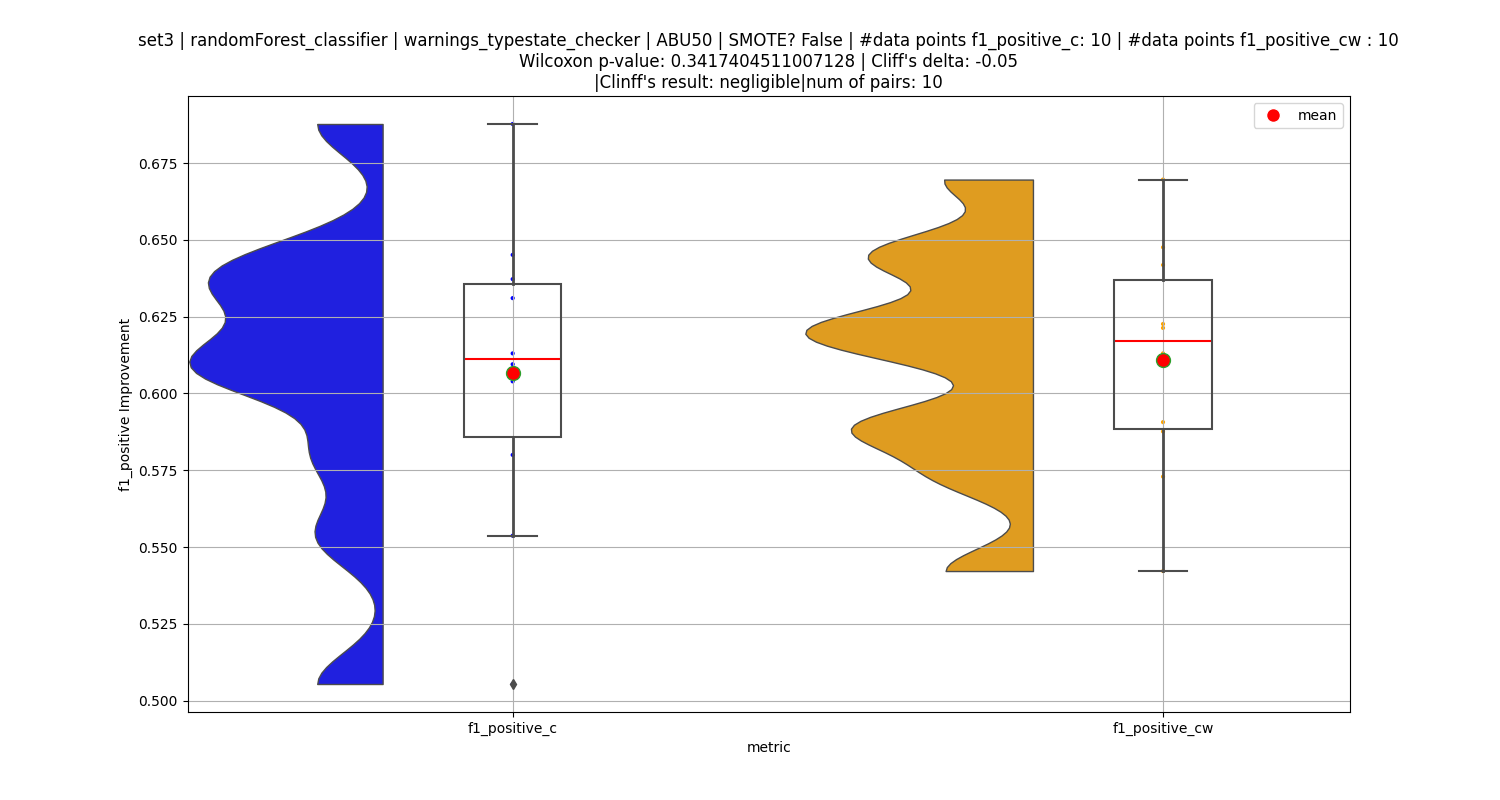 set3 | randomForest_classifier | warnings_typestate_checker | ABU50 | SMOTE? False | #data points f1_positive_c: 10 | #data points f1_positive_cw : 10
Wilcoxon p-value: 0.3417404511007128 | Cliff's delta: -0.05
|Clinff's result: negligible|num of pairs: 10
mean
f1_positive Improvement
0.675
0.650
0.625
0.600
0.575
0.550
0.525
0.500
f1_positive_c
f1_positive_cw
metric